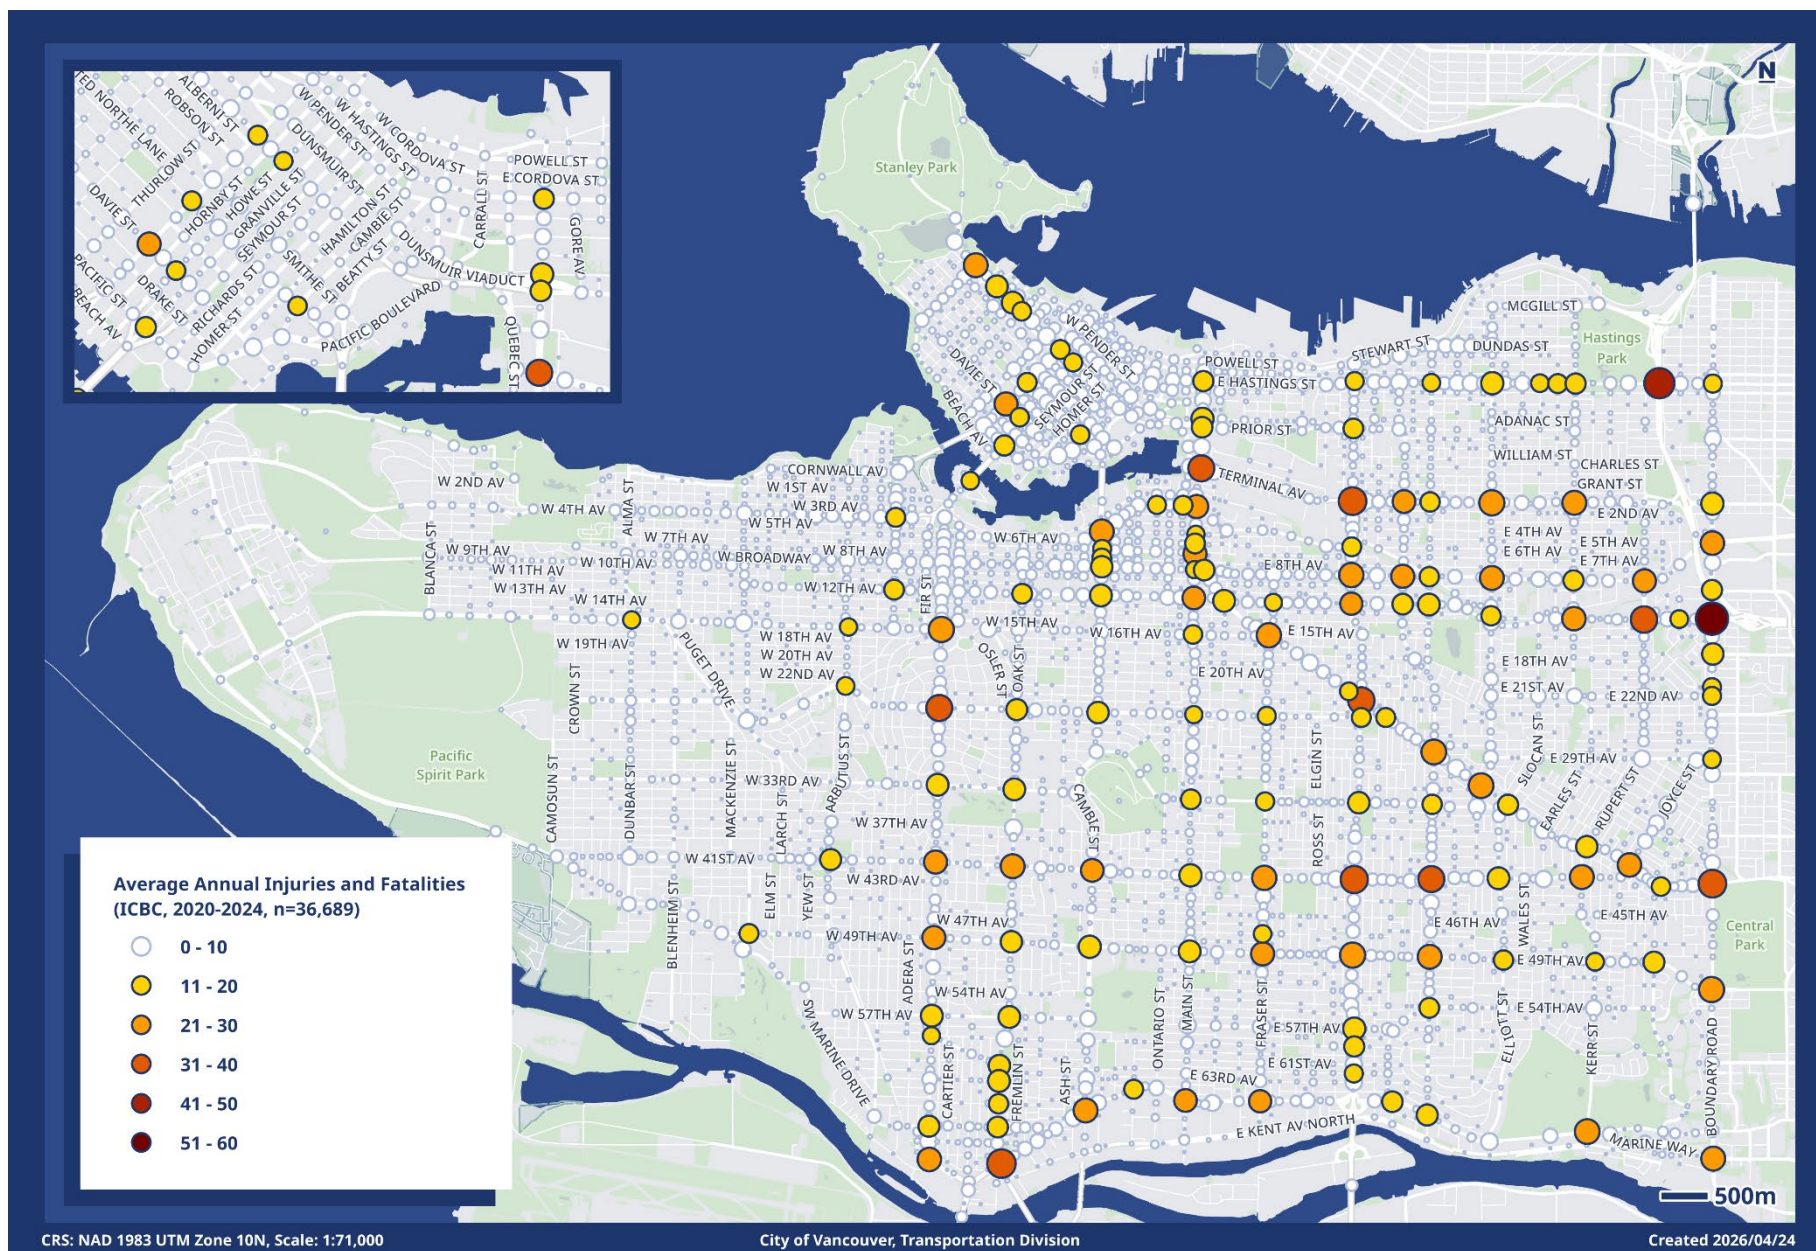 TED NORTHE LANE
ALBERNI ST
ROBSON ST
THURLOW ST
DAVIE ST
PACIFIC ST
BEACH AV
DRAKE ST
HORNBY ST
HOWE ST
GRANVILLE ST
SEYMOUR ST
RICHARDS ST
HOMER ST
W PENDER ST
W HASTINGS ST
W CORDOVA ST
DUNSMUIR ST
HAMILTON ST
CAMBIE ST
BEATTY ST
SMITHE ST
PACIFIC BOULEVARD
DUNSMUIR VIADUCT
CARRALL ST
POWELL ST
E CORDOVA ST
GORE AV
QUEBEC ST
N
Stanley Park
W PENDER ST
DAVIE ST
BEACH AV
SEYMOUR ST
HOMER ST
MCGILL ST
Hastings
Park
STEWART ST
DUNDAS ST
POWELL ST
E HASTINGS ST
ADANAC ST
PRIOR ST
WILLIAM ST
CHARLES ST
GRANT ST
TERMINAL AV
E 2ND AV
E 4TH AV
E 5TH AV
E 6TH AV
E 7TH AV
E 8TH AV
CORNWALL AV
W 1ST AV
W 2ND AV
W 3RD AV
W 4TH AV
W 5TH AV
ALMA ST
BLANCA ST
W 6TH AV
W 7TH AV
W 8TH AV
W 9TH AV
W BROADWAY
W 10TH AV
W 11TH AV
W 12TH AV
W 13TH AV
W 14TH AV
FIR ST
W 15TH AV
W 16TH AV
E 15TH AV
W 18TH AV
W 19TH AV
W 20TH AV
W 22ND AV
PUGET DRIVE
OSLER ST
OAK ST
E 18TH AV
E 20TH AV
E 21ST AV
E 22ND AV
CROWN ST
CAMOSUN ST
DUNBAR ST
MACKENZIE ST
LARCH ST
ARBUTUS ST
W 33RD AV
CAMBIE ST
ELGIN ST
ROSS ST
SLOCAN ST
E 29TH AV
EARLES ST
RUPERT ST
JOYCE ST
Pacific
Spirit Park
W 37TH AV
W 41ST AV
W 43RD AV
BLENHEIM ST
ELM ST
YEW ST
W 47TH AV
W 49TH AV
E 45TH AV
E 46TH AV
WALES ST
E 49TH AV
Central
Park
ADERA ST
W 54TH AV
W 57TH AV
SW MARINE DRIVE
CARTIER ST
FREMLIN ST
ASH ST
ONTARIO ST
MAIN ST
FRASER ST
E 54TH AV
E 57TH AV
E 61ST AV
E 63RD AV
ELLIOTT ST
KERR ST
BOUNDARY ROAD
E KENT AV NORTH
MARINE WAY
500m
Average Annual Injuries and Fatalities
(ICBC, 2020-2024, n=36,689)
0 - 10
11 - 20
21 - 30
31 - 40
41 - 50
51 - 60
CRS: NAD 1983 UTM Zone 10N, Scale: 1:71,000
City of Vancouver, Transportation Division
Created 2026/04/24